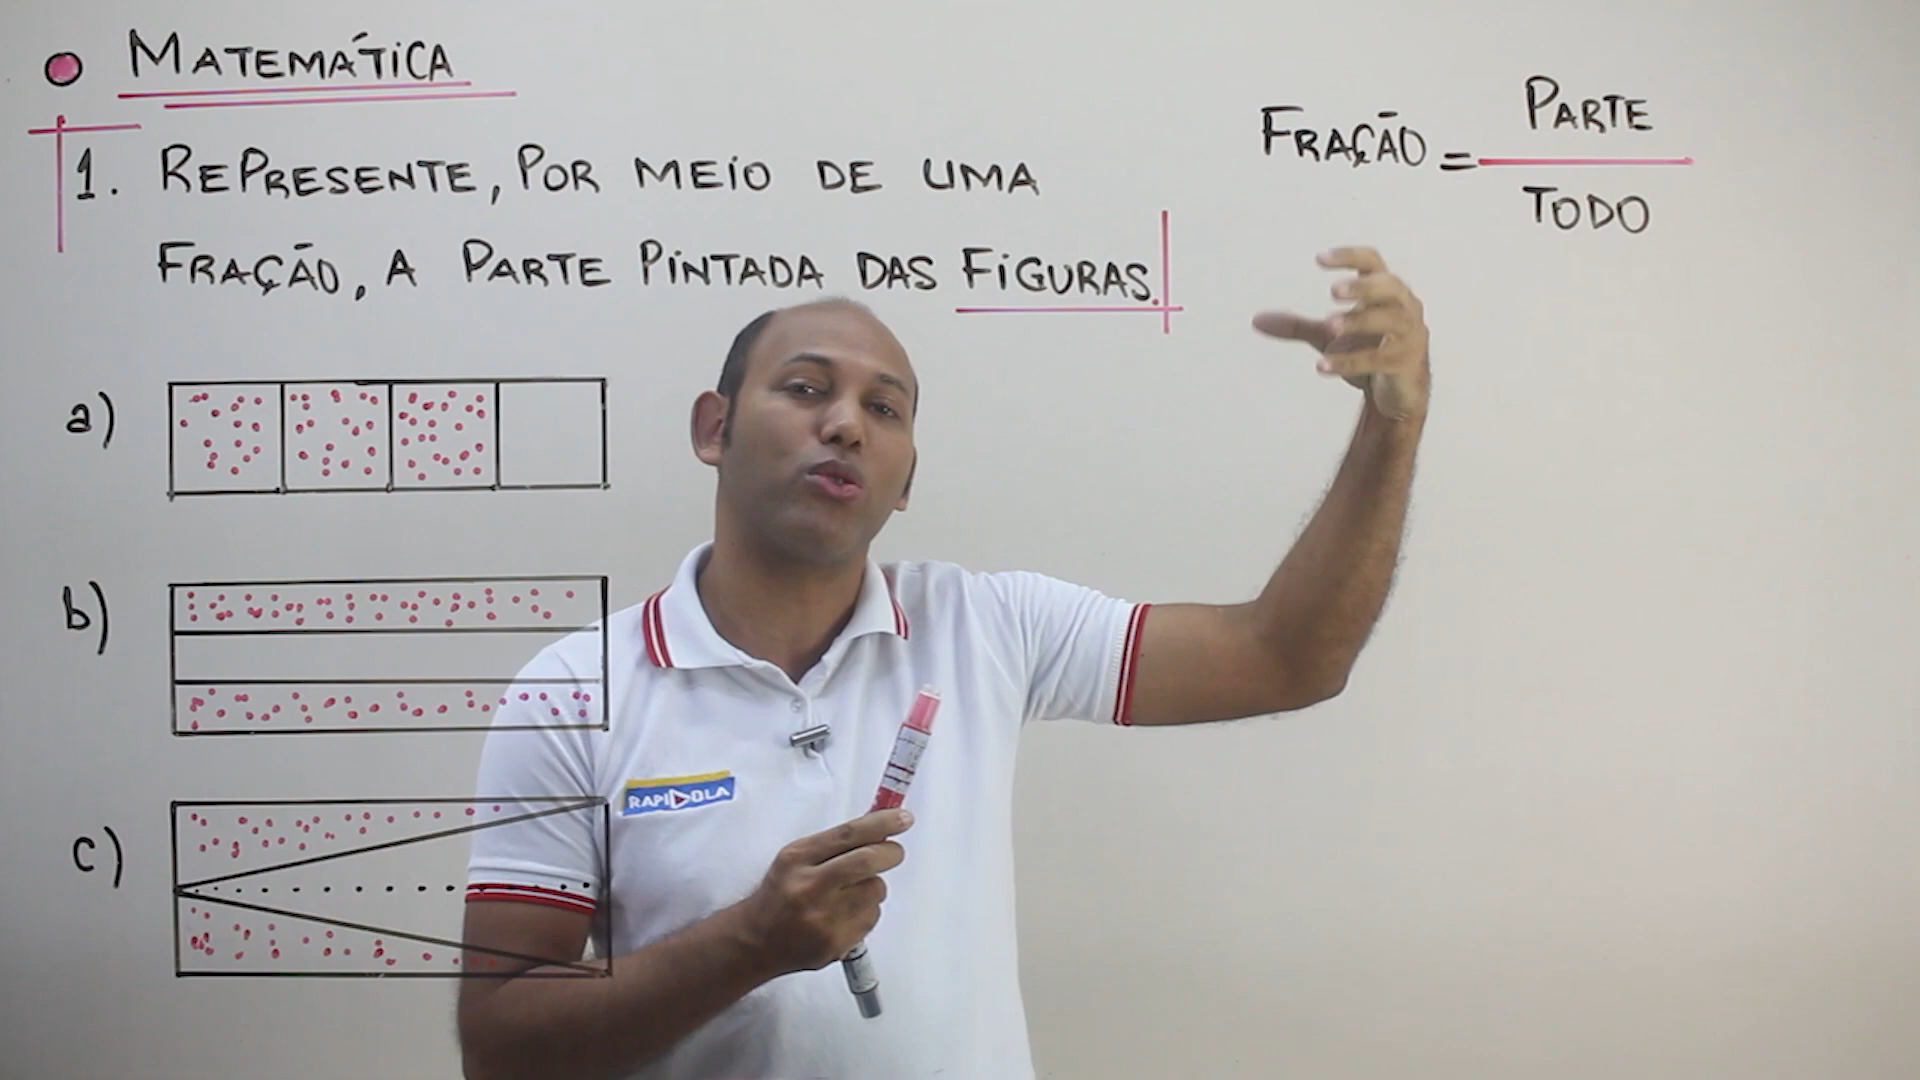 MATEMÁTICA
1. REPRESENTE, POR MEIO DE UMA
FRAÇÃO, A PARTE PINTADA DAS FIGURAS.
FRAÇÃO = PARTE
TODO
a)
b)
c)
RAPIDOLA